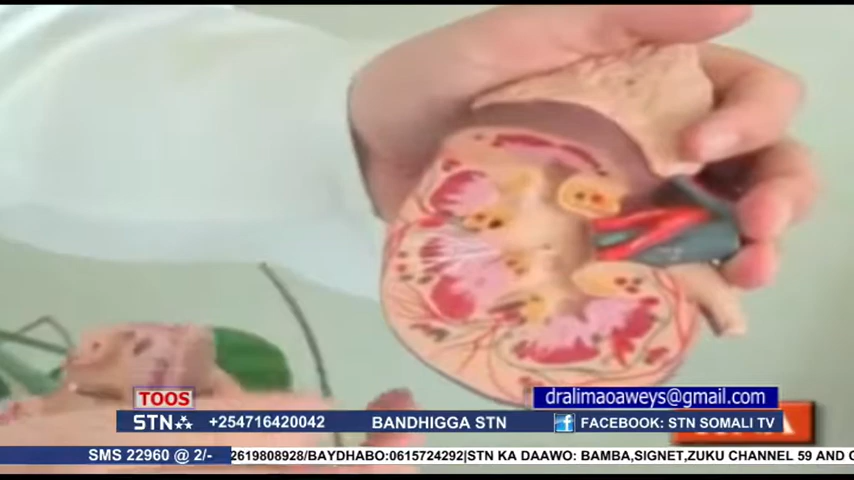 dralimaoaweys@gmail.com
TOOS
STN +254716420042 BANDHIGGA STN FACEBOOK: STN SOMALI TV
SMS 22960 @ 2/- 2619808928/BAYDHABO:0615724292|STN KA DAAWO: BAMBA,SIGNET,ZUKU CHANNEL 59 AND G